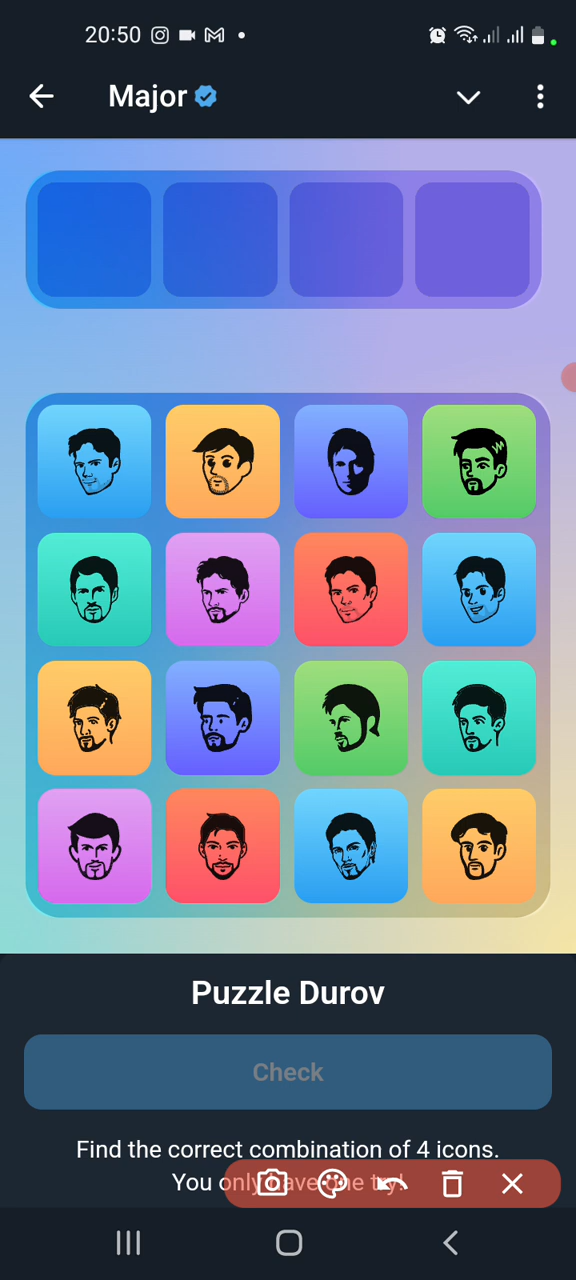 20:50
Major
Puzzle Durov
Check
Find the correct combination of 4 icons.
You only have one try!